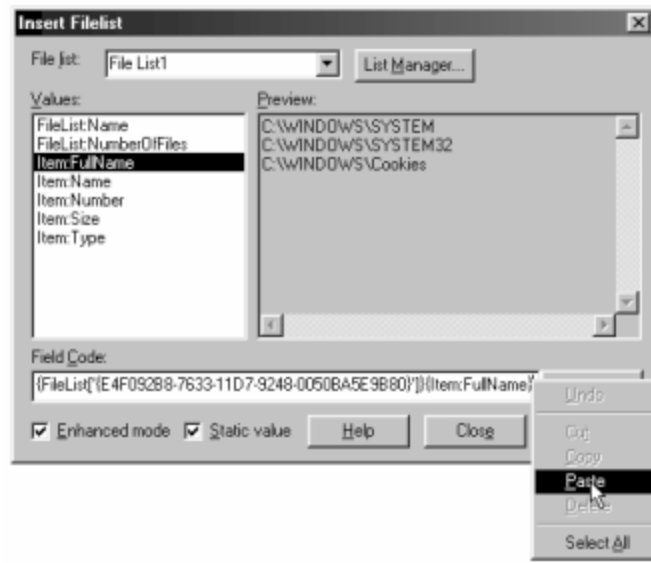 Insert Filelist
File list: File List1 List Manager...
Values: Preview:
FileList:Name
FileList:NumberOfFiles
Item:FullName
Item:Name
Item:Number
Item:Size
Item:Type
C:\WINDOWS\SYSTEM
C:\WINDOWS\SYSTEM32
C:\WINDOWS\Cookies
Field Code:
{FileList["{E4F092B8-7633-11D7-9248-0050BA5E9B80}"]}{Item:FullName}
Enhanced mode Static value Help Close
Undo
Cut
Copy
Paste
Delete
Select All